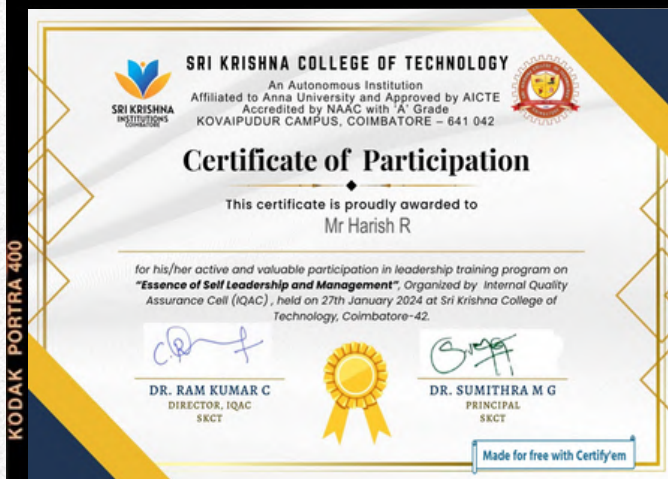 KODAK PORTRA 400
SRI KRISHNA COLLEGE OF TECHNOLOGY
An Autonomous Institution
Affiliated to Anna University and Approved by AICTE
Accredited by NAAC with 'A' Grade
KOVAIPUDUR CAMPUS, COIMBATORE – 641 042
SRI KRISHNA
INSTITUTIONS
COIMBATORE
Certificate of Participation
This certificate is proudly awarded to
Mr Harish R
for his/her active and valuable participation in leadership training program on
"Essence of Self Leadership and Management", Organized by Internal Quality
Assurance Cell (IQAC) , held on 27th January 2024 at Sri Krishna College of
Technology, Coimbatore-42.
DR. RAM KUMAR C
DIRECTOR, IQAC
SKCT
DR. SUMITHRA M G
PRINCIPAL
SKCT
Made for free with Certify'em